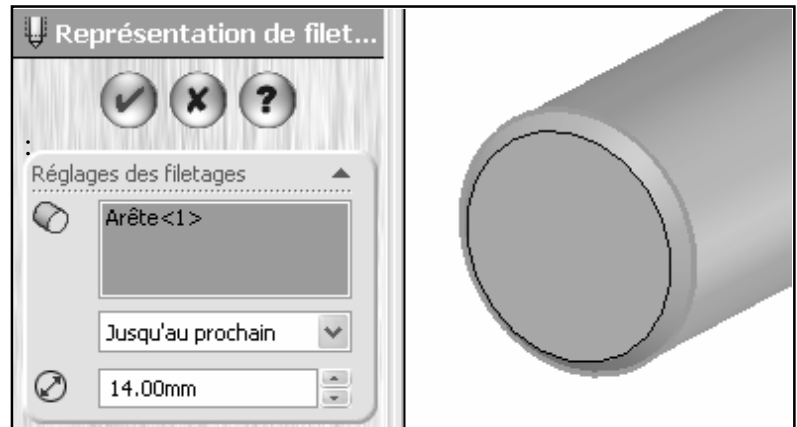 Représentation de filet...
?
:
Réglages des filetages
Arête<1>
Jusqu'au prochain
14.00mm